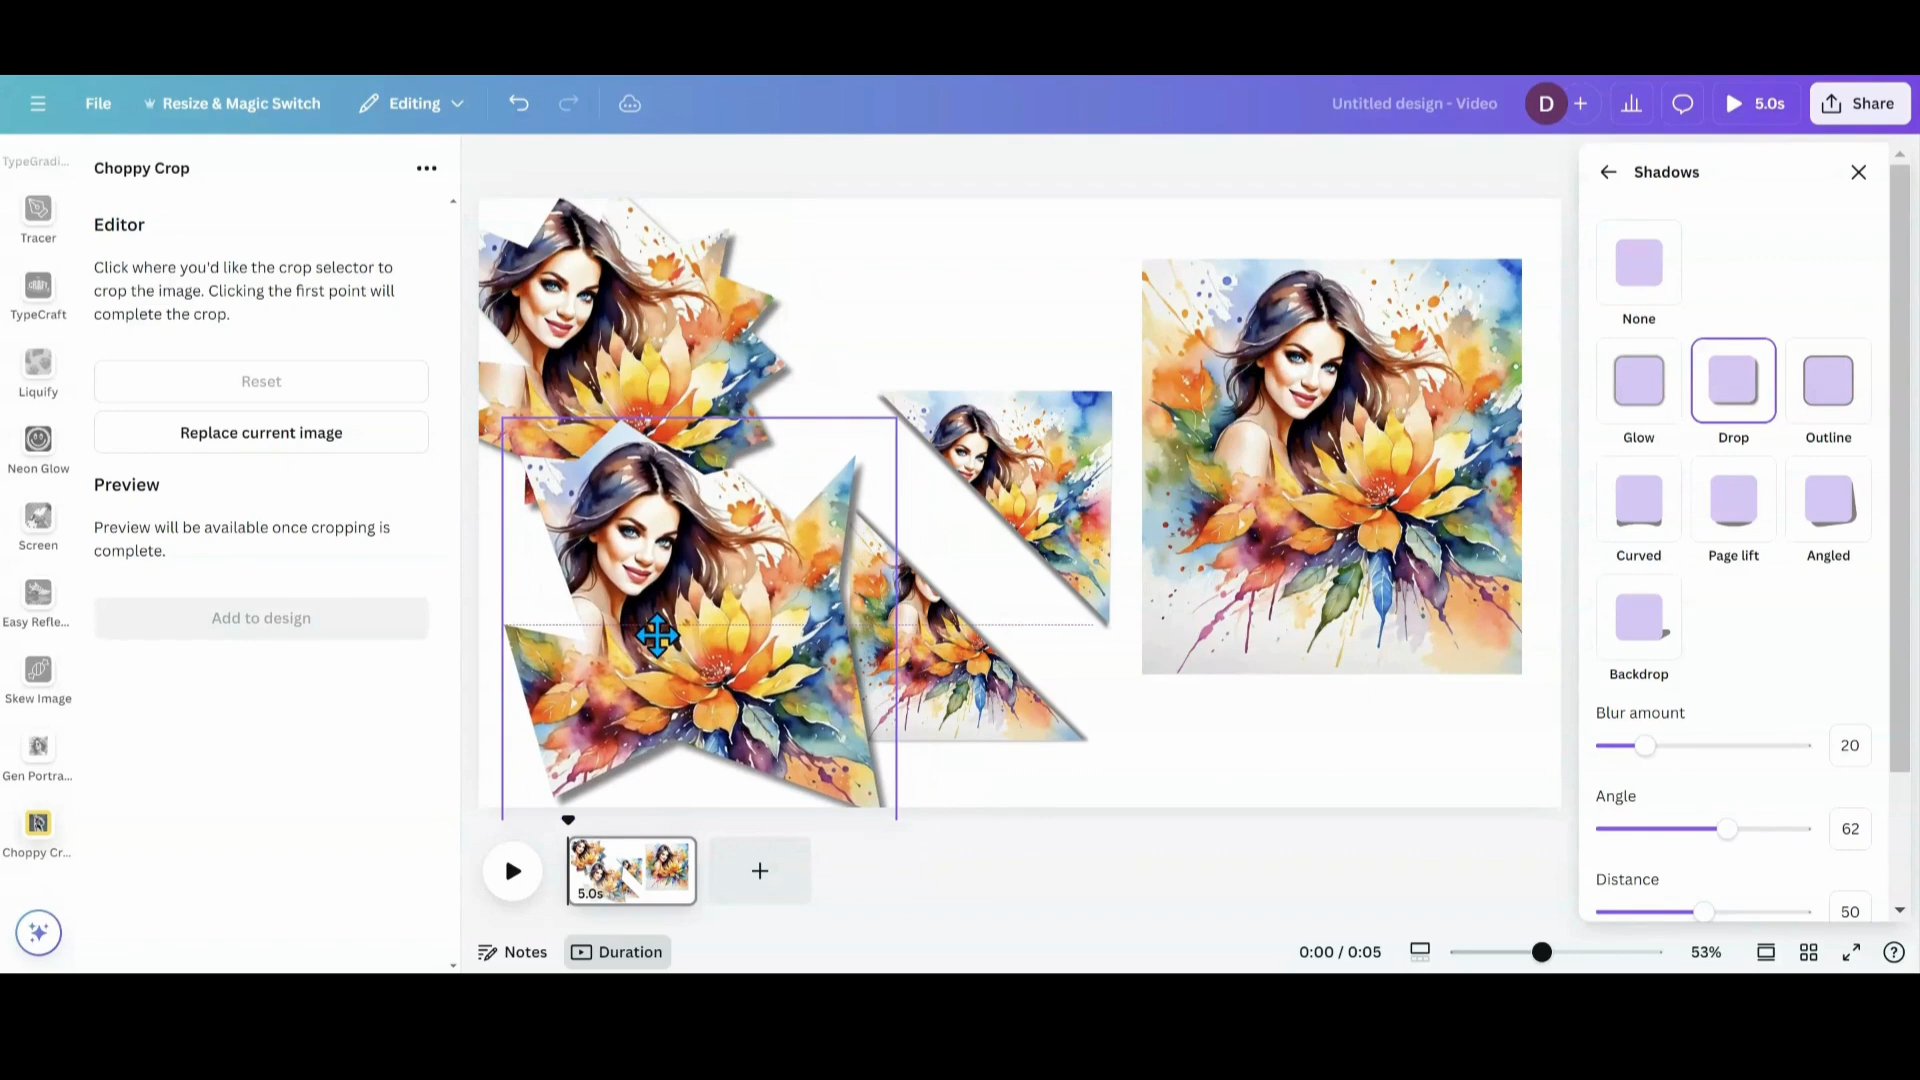 File
Resize & Magic Switch
Editing
Untitled design - Video
D
5.0s
Share
TypeGradi...
Tracer
TypeCraft
Liquify
Neon Glow
Screen
Easy Refle...
Skew Image
Gen Portra...
Choppy Cr...
Choppy Crop
Editor
Click where you'd like the crop selector to
crop the image. Clicking the first point will
complete the crop.
Reset
Replace current image
Preview
Preview will be available once cropping is
complete.
Add to design
Shadows
None
Glow
Drop
Outline
Curved
Page lift
Angled
Backdrop
Blur amount
20
Angle
62
Distance
50
5.0s
Notes
Duration
0:00 / 0:05
53%